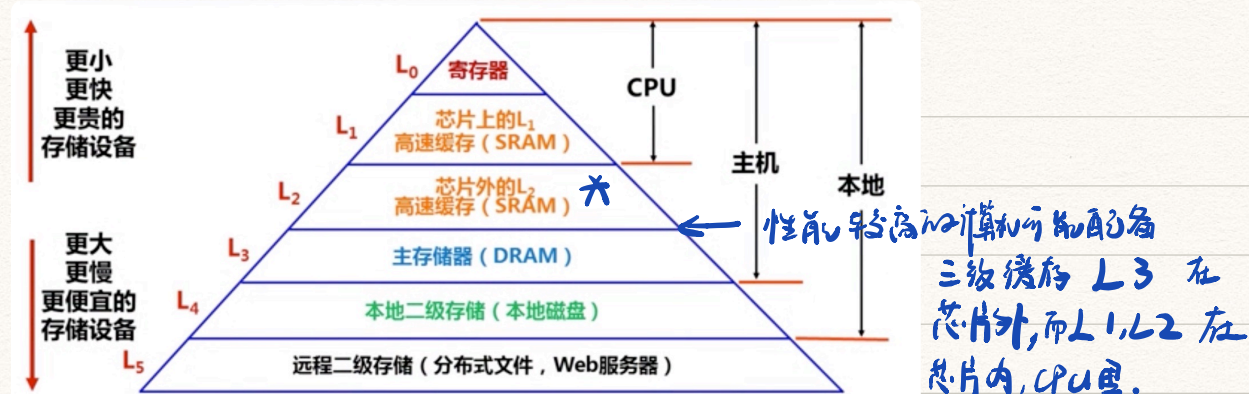 更小
更快
更贵的
存储设备
更大
更慢
更便宜的
存储设备
L₀
寄存器
L₁
芯片上的L₁
高速缓存（SRAM）
L₂
芯片外的L₂
高速缓存（SRAM）
L₃
主存储器（DRAM）
L₄
本地二级存储（本地磁盘）
L₅
远程二级存储（分布式文件，Web服务器）
CPU
主机
本地
性能较高的计算机可能配备
三级缓存 L3 在
芯片外,而L1,L2 在
芯片内,CPU里.